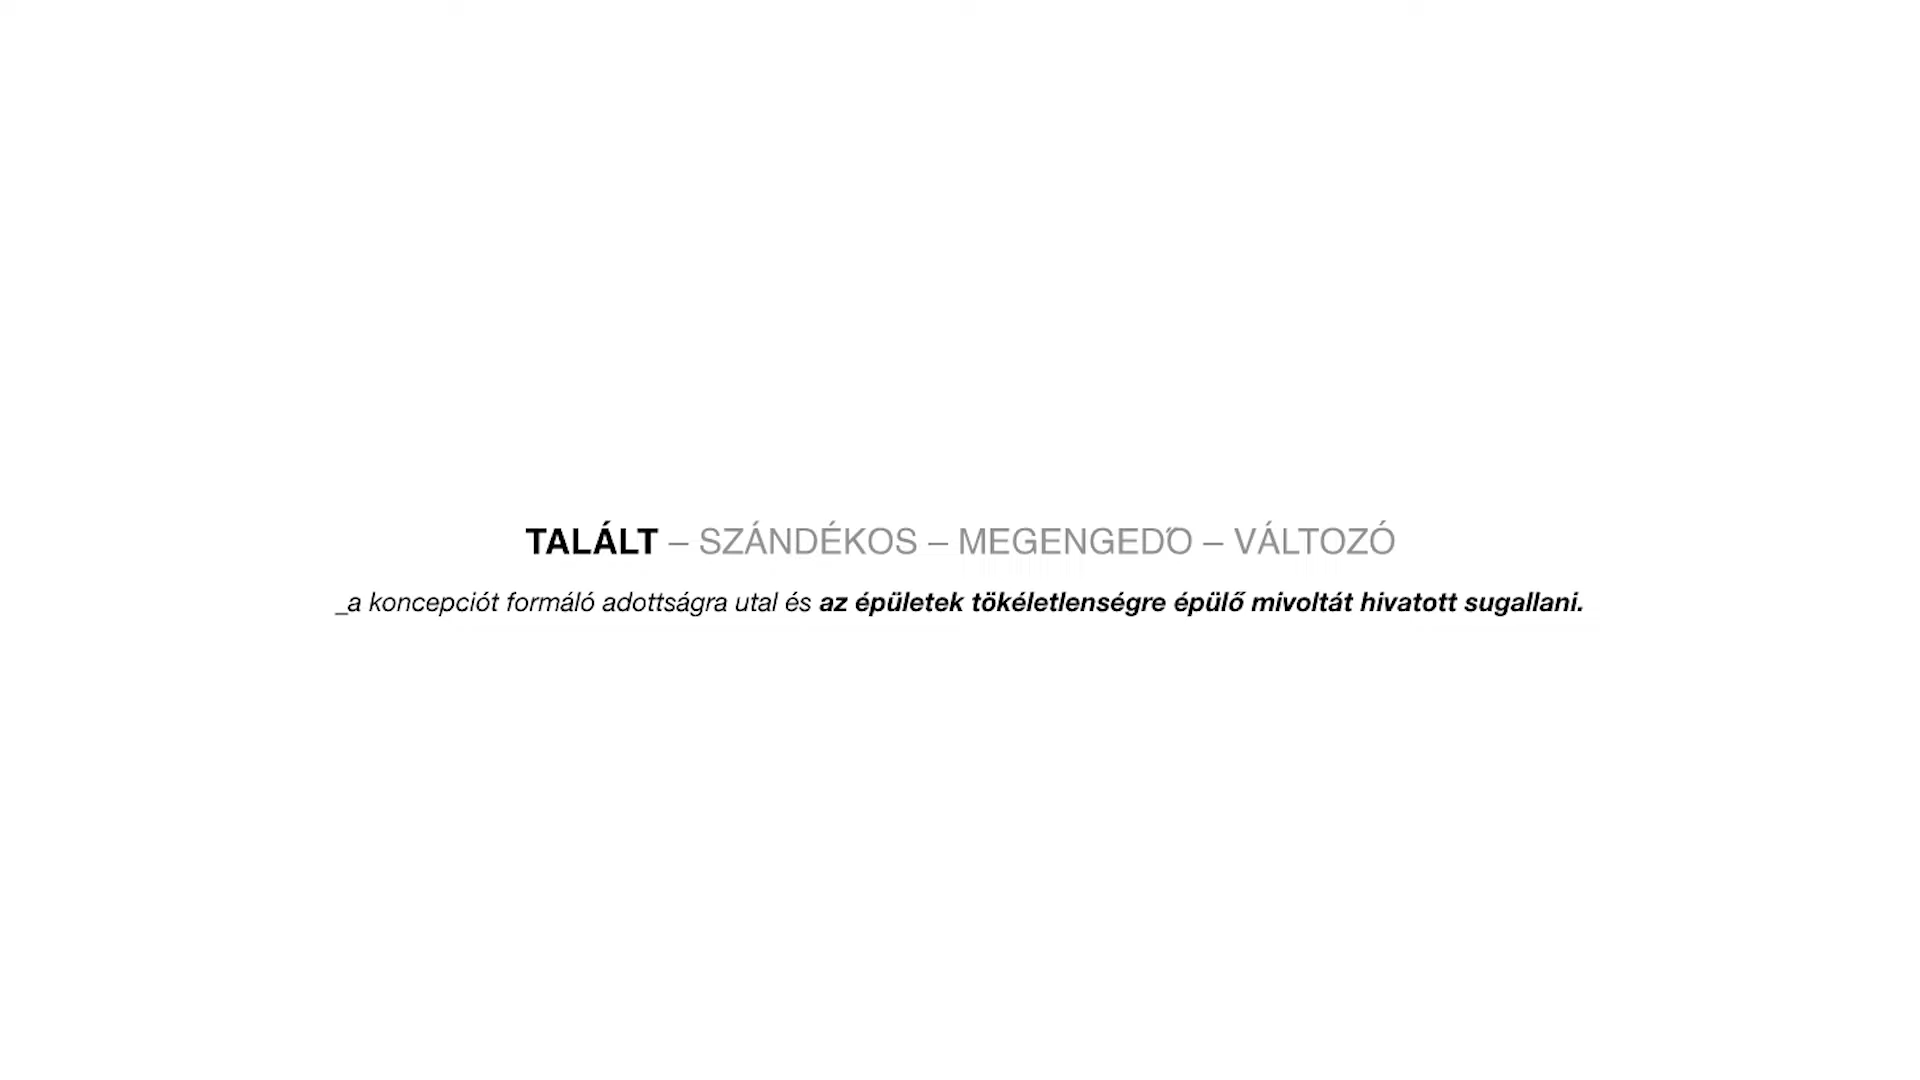 TALÁLT – SZÁNDÉKOS – MEGENGEDŐ – VÁLTOZÓ
_a koncepciót formáló adottságra utal és az épületek tökéletlenségre épülő mivoltát hivatott sugallani.